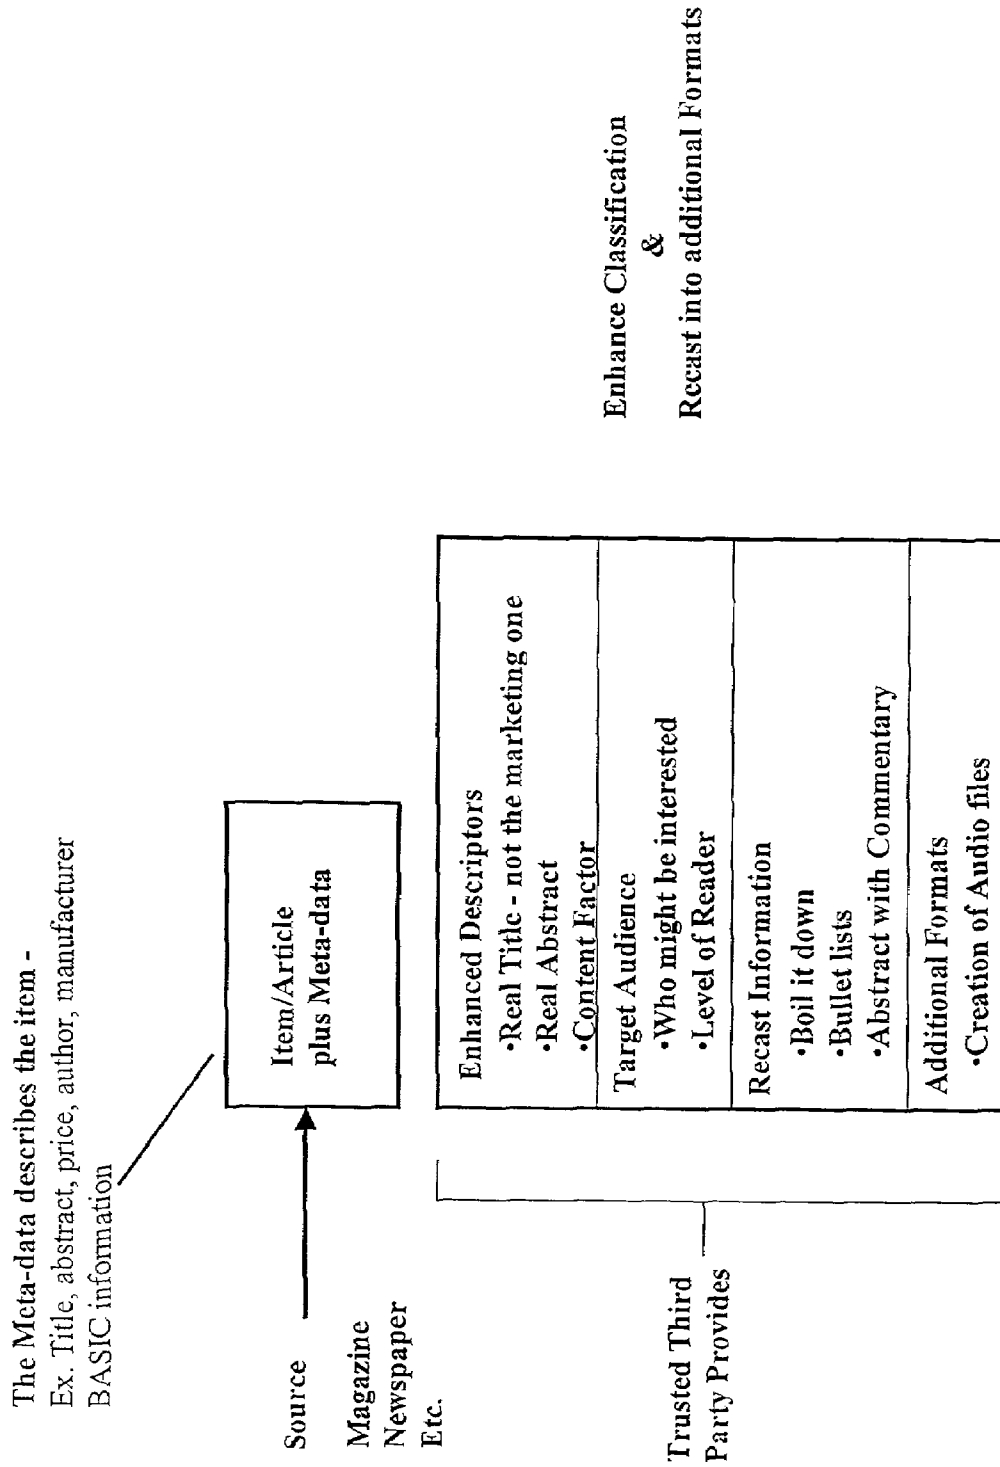 The Meta-data describes the item -
Ex. Title, abstract, price, author, manufacturer
BASIC information
Source
Magazine
Newspaper
Etc.
Item/Article
plus Meta-data
Trusted Third
Party Provides
Enhanced Descriptors
•Real Title - not the marketing one
•Real Abstract
•Content Factor
Target Audience
•Who might be interested
•Level of Reader
Recast Information
•Boil it down
•Bullet lists
•Abstract with Commentary
Additional Formats
•Creation of Audio files
Enhance Classification
&
Recast into additional Formats